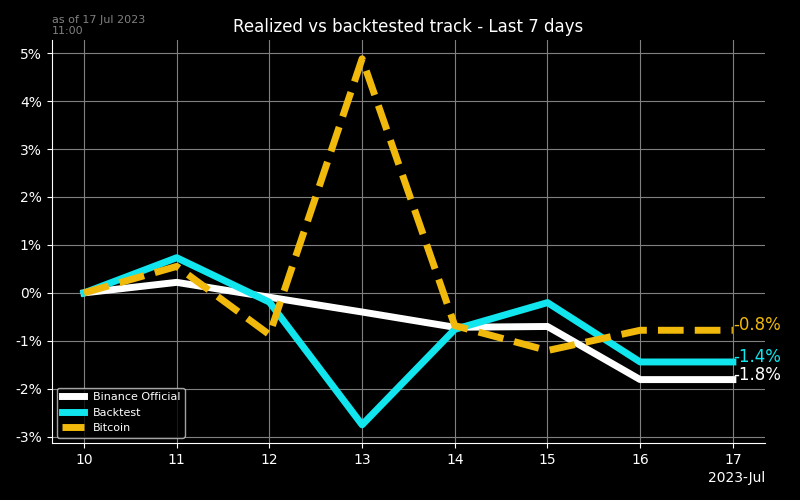 as of 17 Jul 2023
11:00
Realized vs backtested track - Last 7 days
5%
4%
3%
2%
1%
0%
-1%
-2%
-3%
-0.8%
-1.4%
-1.8%
Binance Official
Backtest
Bitcoin
10 11 12 13 14 15 16 17
2023-Jul